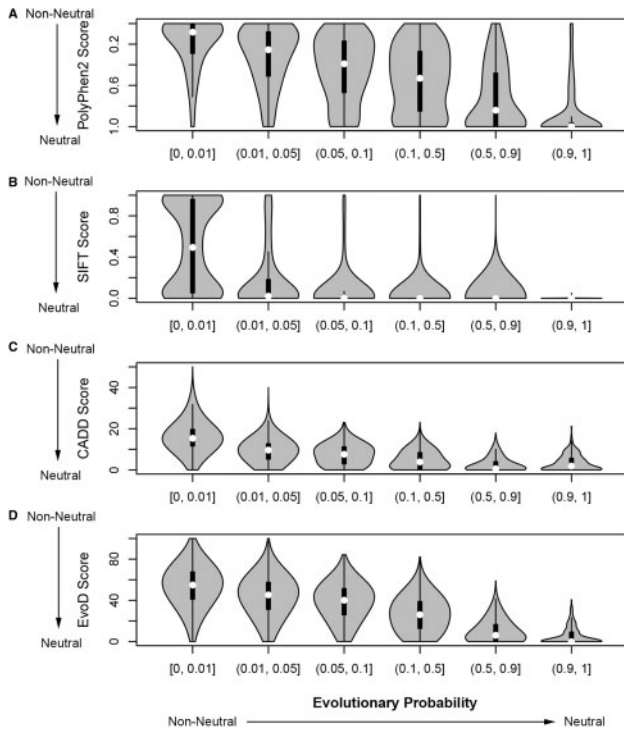 A
Non-Neutral
Neutral
PolyPhen2 Score
0.2
0.6
1.0
[0, 0.01] (0.01, 0.05] (0.05, 0.1] (0.1, 0.5] (0.5, 0.9] (0.9, 1]
B
Non-Neutral
Neutral
SIFT Score
0.8
0.4
0.0
[0, 0.01] (0.01, 0.05] (0.05, 0.1] (0.1, 0.5] (0.5, 0.9] (0.9, 1]
C
Non-Neutral
Neutral
CADD Score
40
20
0
[0, 0.01] (0.01, 0.05] (0.05, 0.1] (0.1, 0.5] (0.5, 0.9] (0.9, 1]
D
Non-Neutral
Neutral
EvoD Score
80
40
0
[0, 0.01] (0.01, 0.05] (0.05, 0.1] (0.1, 0.5] (0.5, 0.9] (0.9, 1]
Evolutionary Probability
Non-Neutral Neutral